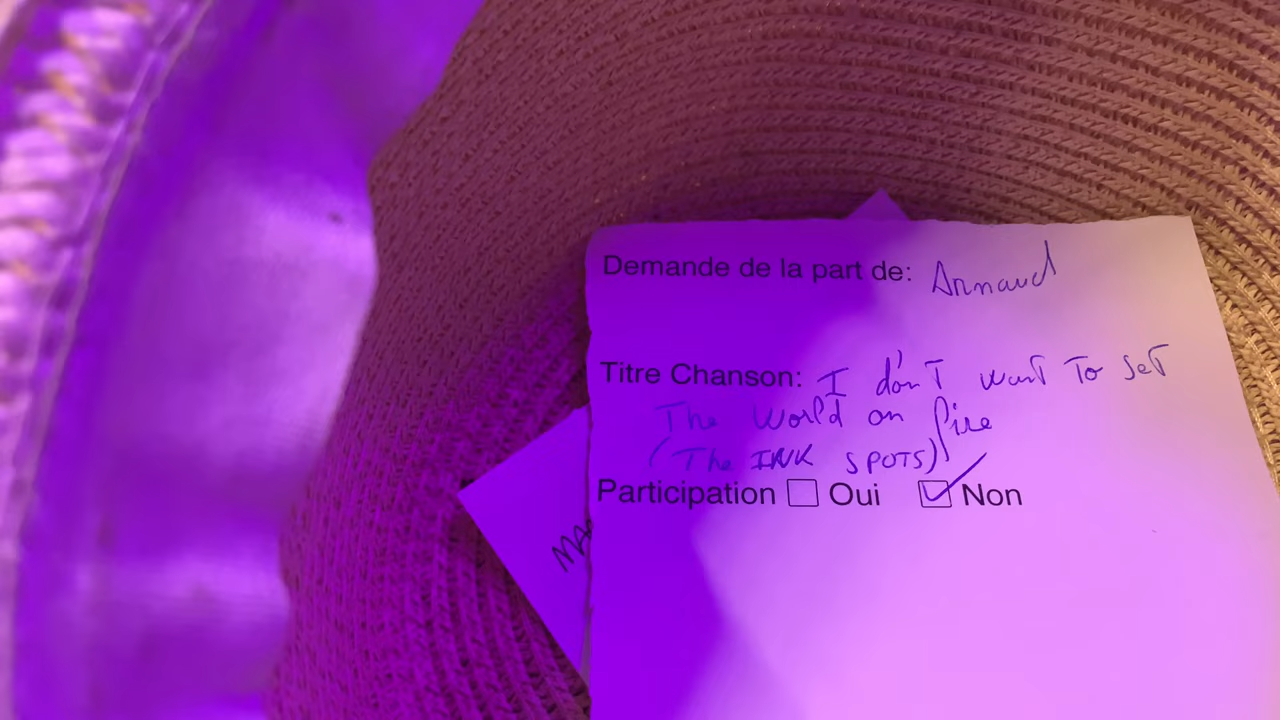 Demande de la part de: Arnaud
Titre Chanson: I don't want to set
The world on fire
(The INK SPOTS)
Participation ☐ Oui ☑ Non